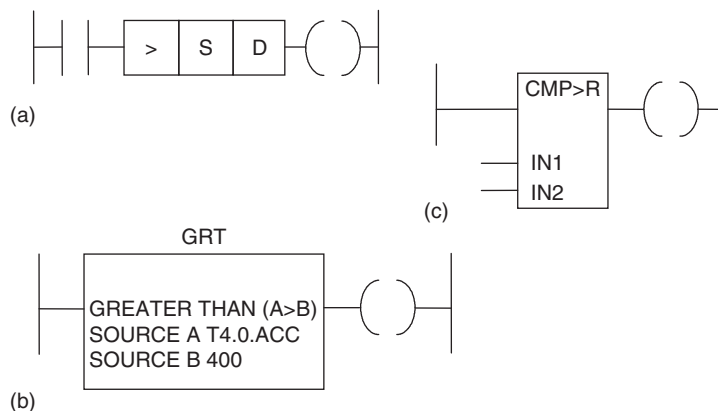 > S D
(a)
CMP>R
IN1
IN2
(c)
GRT
GREATER THAN (A>B)
SOURCE A T4.0.ACC
SOURCE B 400
(b)